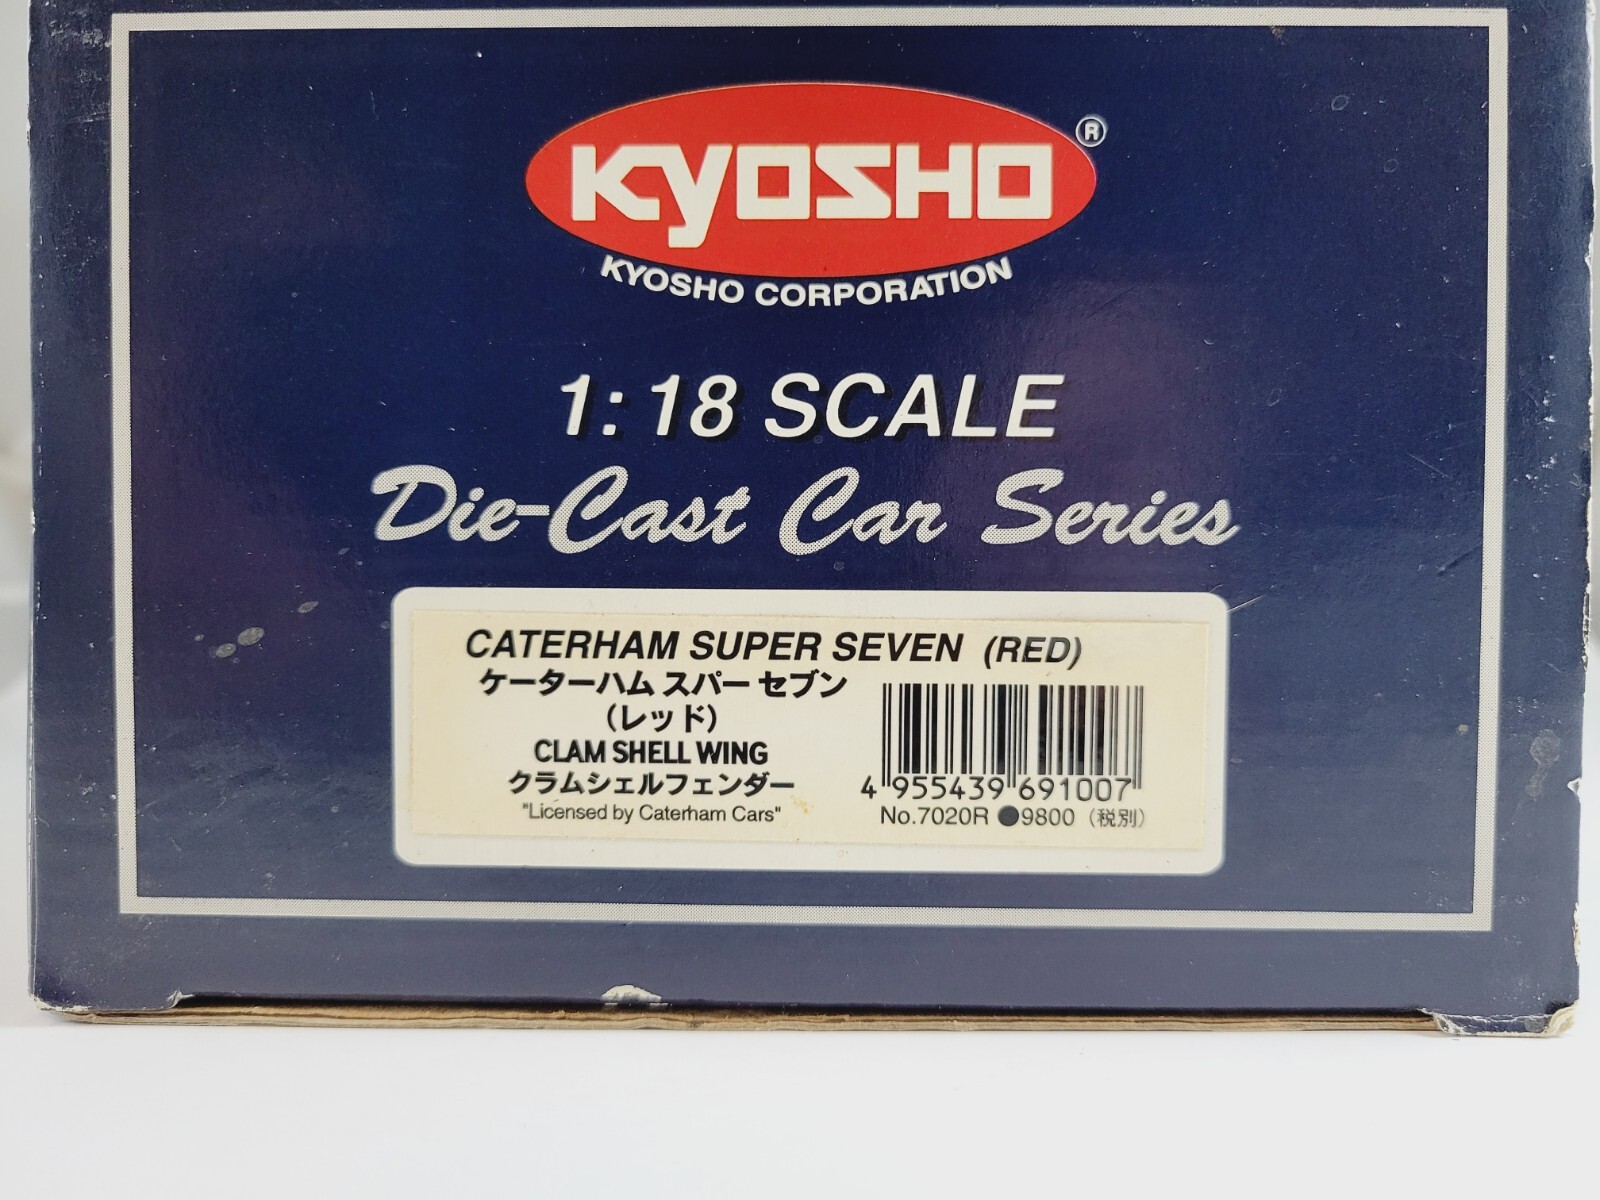 KYOSHO ®
KYOSHO CORPORATION
1:18 SCALE
Die-Cast Car Series
CATERHAM SUPER SEVEN (RED)
ケーターハム スパー セブン
（レッド）
CLAM SHELL WING
クラムシェルフェンダー
"Licensed by Caterham Cars"
4 955439 691007
No.7020R ●9800（税別）